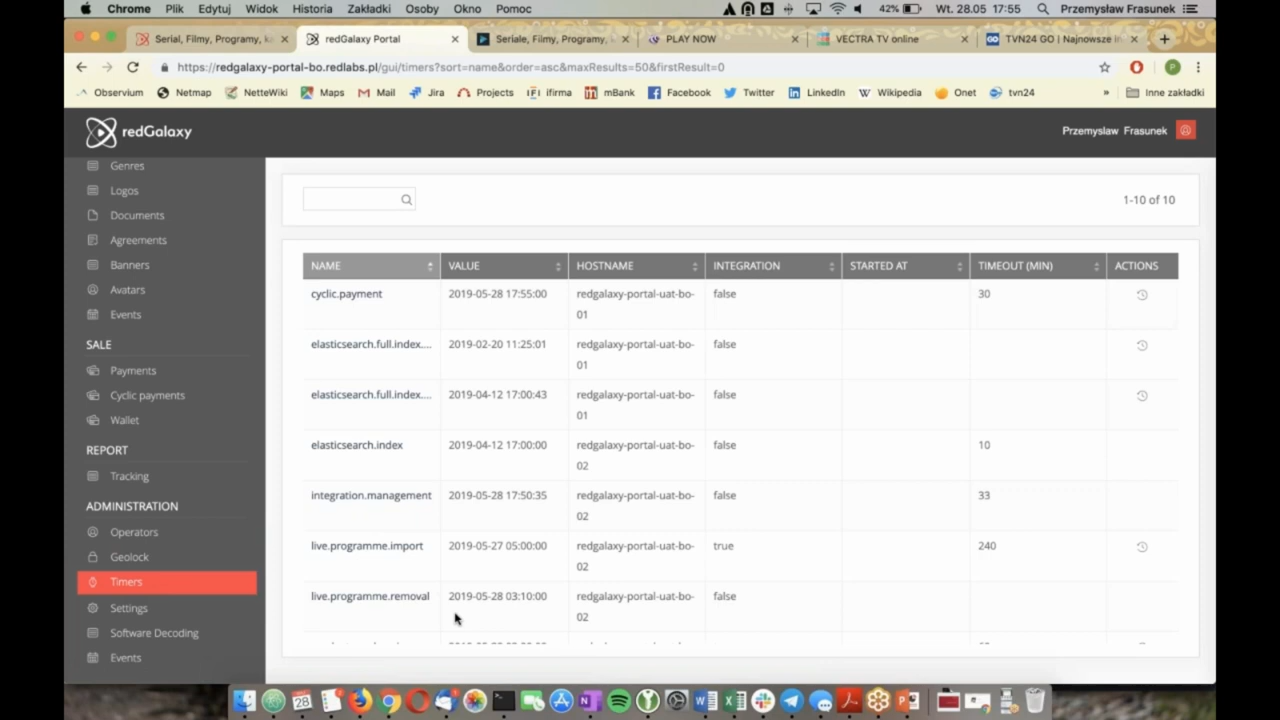 Chrome Plik Edytuj Widok Historia Zakładki Osoby Okno Pomoc 42% Wt. 28.05 17:55 Przemysław Frasunek
Serial, Filmy, Programy, redGalaxy Portal Seriale, Filmy, Programy, PLAY NOW VECTRA TV online TVN24 GO | Najnowsze
https://redgalaxy-portal-bo.redlabs.pl/gui/timers?sort=name&order=asc&maxResults=50&firstResult=0
Observium Netmap NetteWiki Maps Mail Jira Projects ifirma mBank Facebook Twitter LinkedIn Wikipedia Onet tvn24 » Inne zakładki
redGalaxy
Przemyslaw Frasunek
Genres
Logos
Documents
Agreements
Banners
Avatars
Events
SALE
Payments
Cyclic payments
Wallet
REPORT
Tracking
ADMINISTRATION
Operators
Geolock
Timers
Settings
Software Decoding
Events
1-10 of 10
NAME VALUE HOSTNAME INTEGRATION STARTED AT TIMEOUT (MIN) ACTIONS
cyclic.payment 2019-05-28 17:55:00 redgalaxy-portal-uat-bo- false 30
01
elasticsearch.full.index.... 2019-02-20 11:25:01 redgalaxy-portal-uat-bo- false
01
elasticsearch.full.index.... 2019-04-12 17:00:43 redgalaxy-portal-uat-bo- false
01
elasticsearch.index 2019-04-12 17:00:00 redgalaxy-portal-uat-bo- false 10
02
integration.management 2019-05-28 17:50:35 redgalaxy-portal-uat-bo- false 33
02
live.programme.import 2019-05-27 05:00:00 redgalaxy-portal-uat-bo- true 240
02
live.programme.removal 2019-05-28 03:10:00 redgalaxy-portal-uat-bo- false
02
28